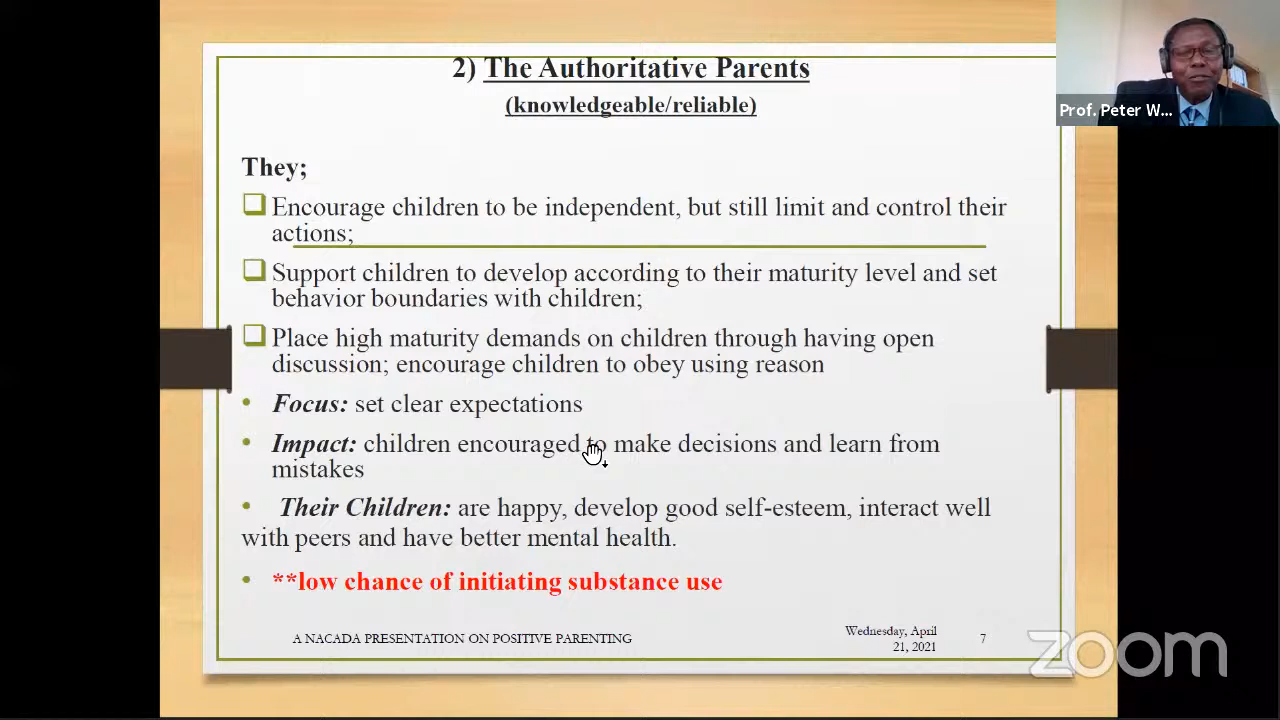 2) The Authoritative Parents
(knowledgeable/reliable)
Prof. Peter W...
They;
Encourage children to be independent, but still limit and control their
actions;
Support children to develop according to their maturity level and set
behavior boundaries with children;
Place high maturity demands on children through having open
discussion; encourage children to obey using reason
• Focus: set clear expectations
• Impact: children encouraged to make decisions and learn from
mistakes
• Their Children: are happy, develop good self-esteem, interact well
with peers and have better mental health.
• **low chance of initiating substance use
A NACADA PRESENTATION ON POSITIVE PARENTING
Wednesday, April
21, 2021
7
zoom